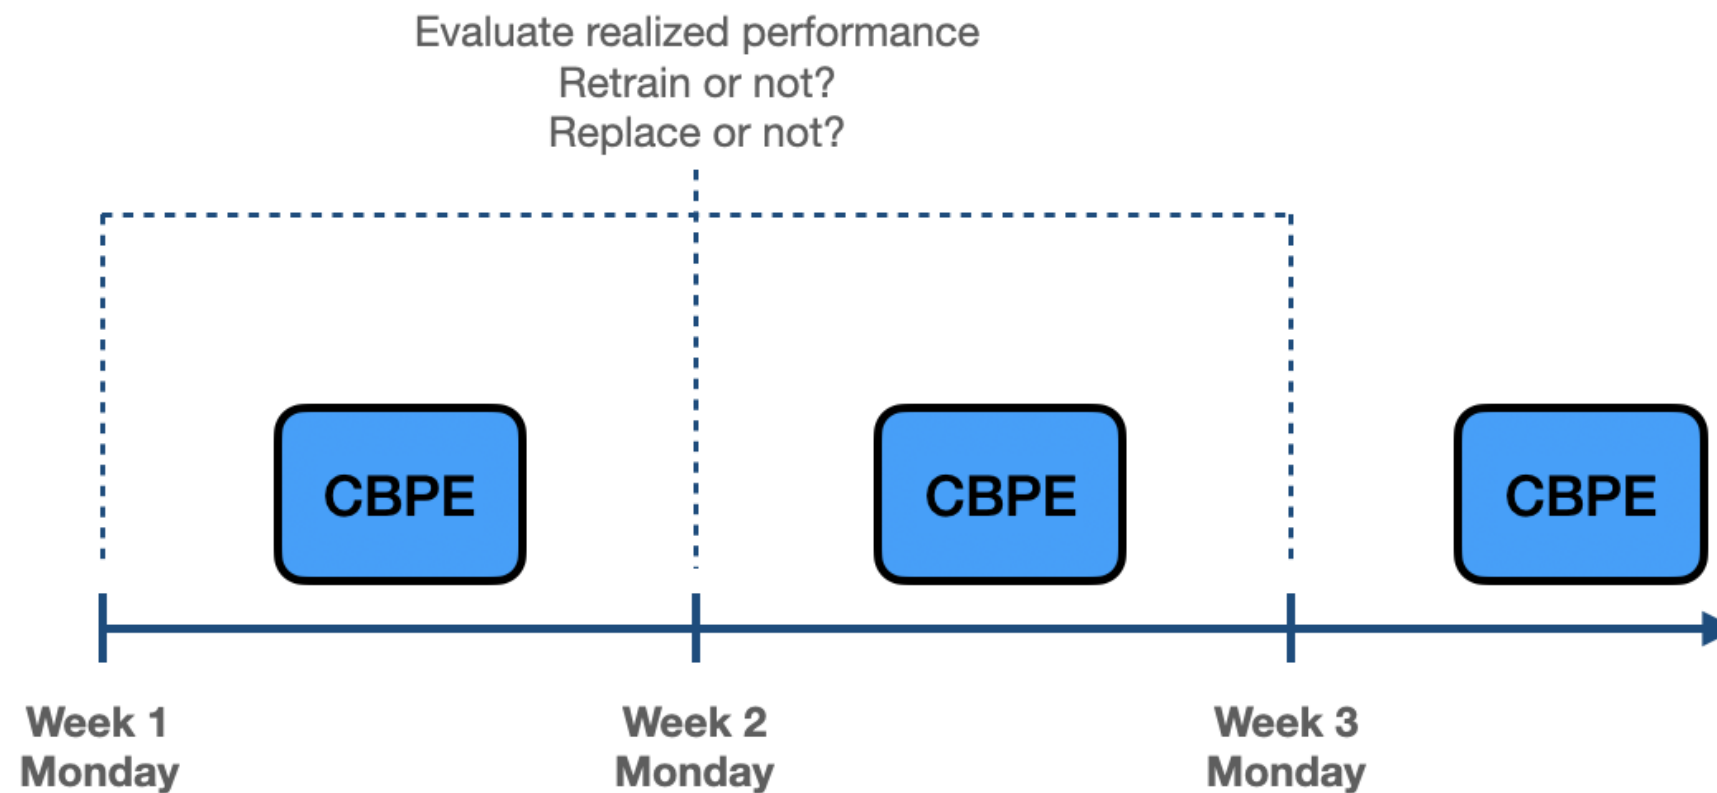 Evaluate realized performance
Retrain or not?
Replace or not?
CBPE
CBPE
CBPE
Week 1
Monday
Week 2
Monday
Week 3
Monday